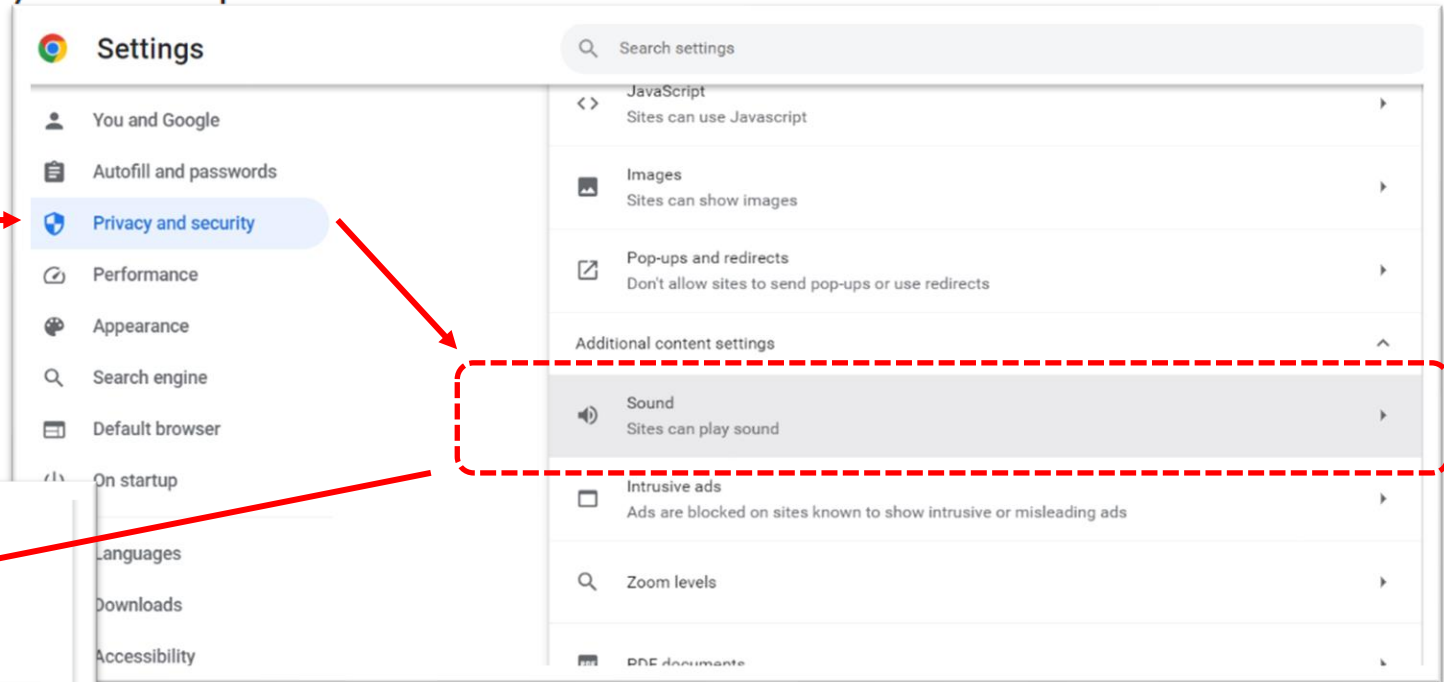 Settings
Search settings
You and Google
Autofill and passwords
Privacy and security
Performance
Appearance
Search engine
Default browser
On startup
Languages
Downloads
Accessibility
JavaScript
Sites can use Javascript
Images
Sites can show images
Pop-ups and redirects
Don't allow sites to send pop-ups or use redirects
Additional content settings
Sound
Sites can play sound
Intrusive ads
Ads are blocked on sites known to show intrusive or misleading ads
Zoom levels
PDF documents